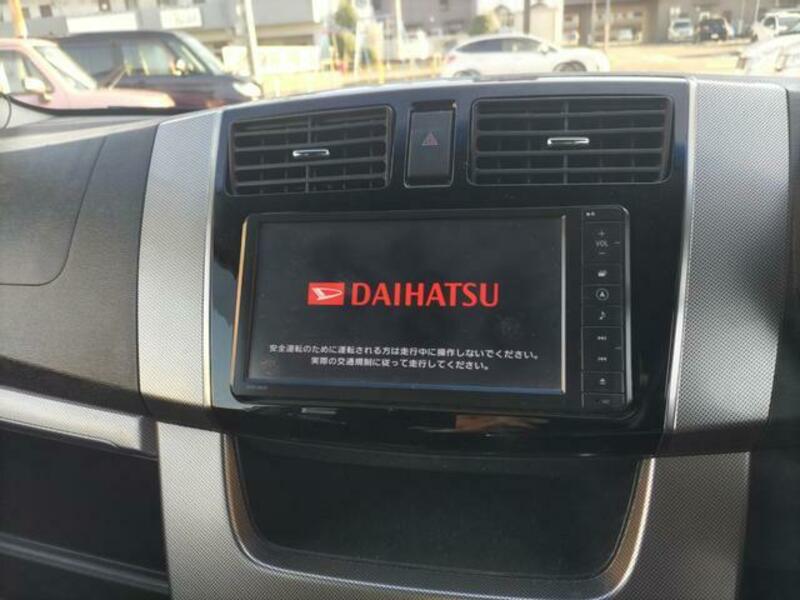 DAIHATSU
安全運転のために運転される方は走行中に操作しないでください。
実際の交通規制に従って走行してください。
+
VOL
−